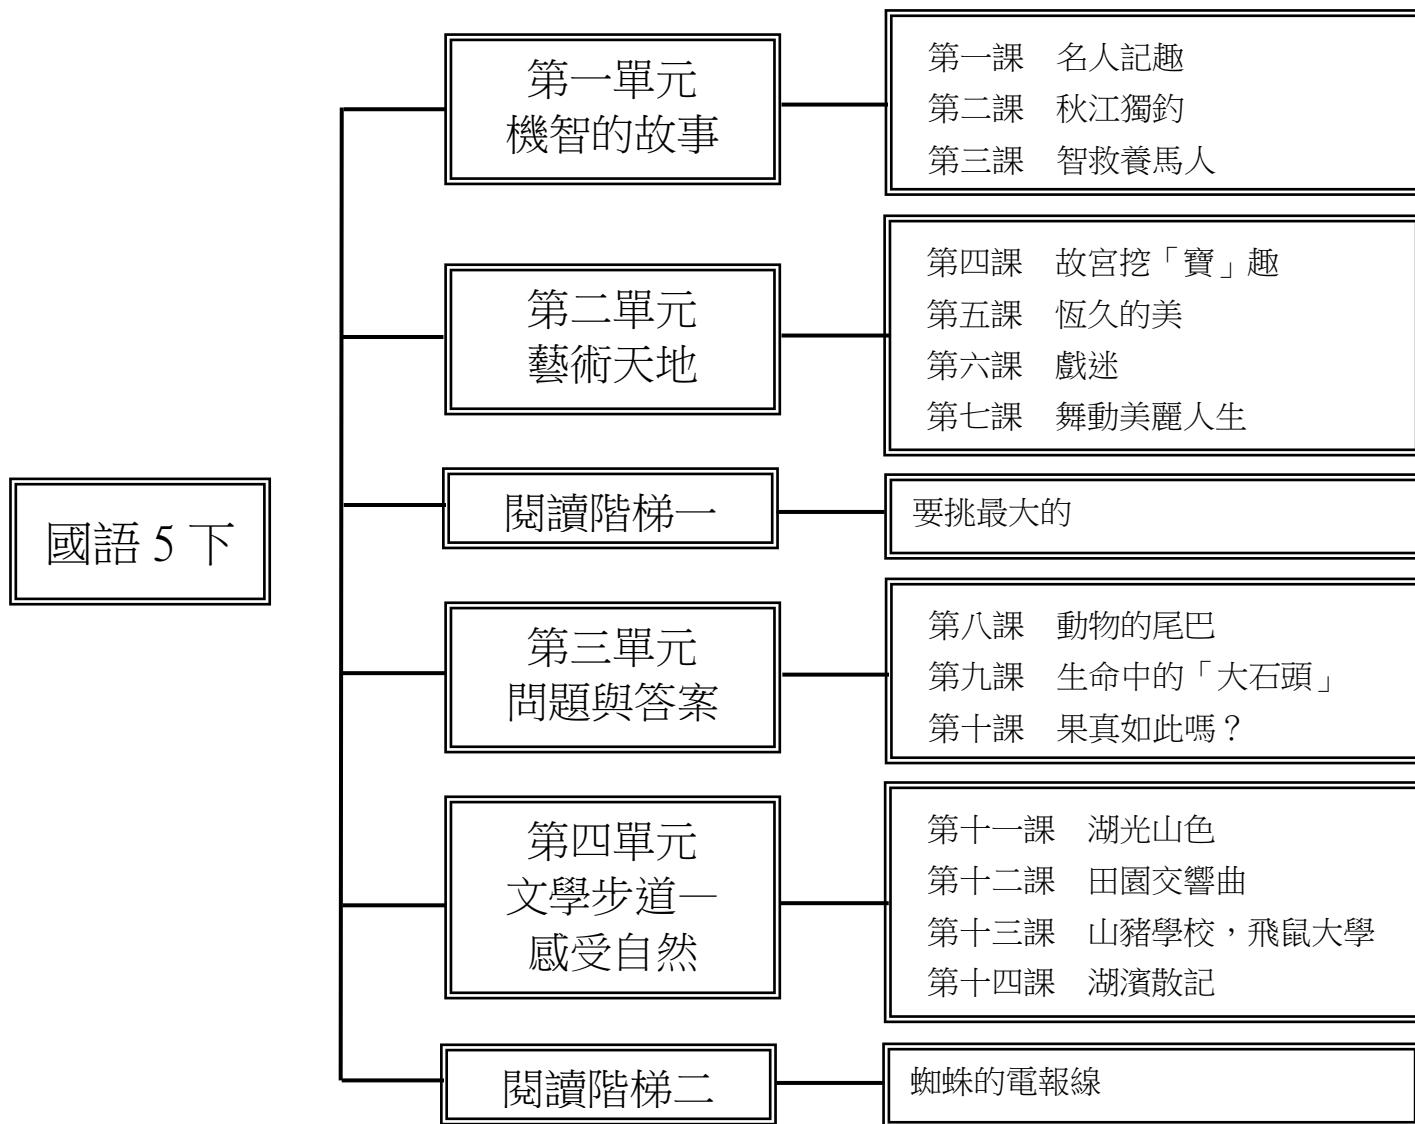 國語 5 下
第一單元
機智的故事
第一課　名人記趣
第二課　秋江獨釣
第三課　智救養馬人
第二單元
藝術天地
第四課　故宮挖「寶」趣
第五課　恆久的美
第六課　戲迷
第七課　舞動美麗人生
閱讀階梯一
要挑最大的
第三單元
問題與答案
第八課　動物的尾巴
第九課　生命中的「大石頭」
第十課　果真如此嗎？
第四單元
文學步道—
感受自然
第十一課　湖光山色
第十二課　田園交響曲
第十三課　山豬學校，飛鼠大學
第十四課　湖濱散記
閱讀階梯二
蜘蛛的電報線